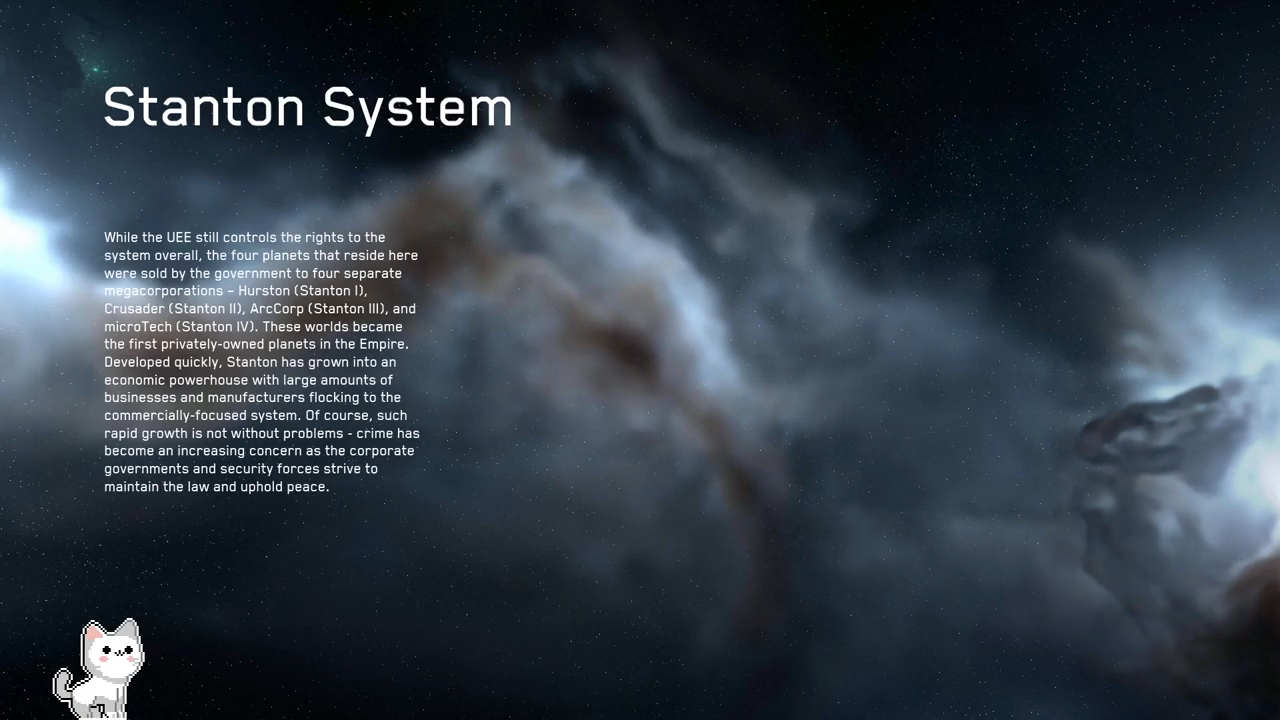 Stanton System
While the UEE still controls the rights to the
system overall, the four planets that reside here
were sold by the government to four separate
megacorporations – Hurston (Stanton I),
Crusader (Stanton II), ArcCorp (Stanton III), and
microTech (Stanton IV). These worlds became
the first privately-owned planets in the Empire.
Developed quickly, Stanton has grown into an
economic powerhouse with large amounts of
businesses and manufacturers flocking to the
commercially-focused system. Of course, such
rapid growth is not without problems - crime has
become an increasing concern as the corporate
governments and security forces strive to
maintain the law and uphold peace.